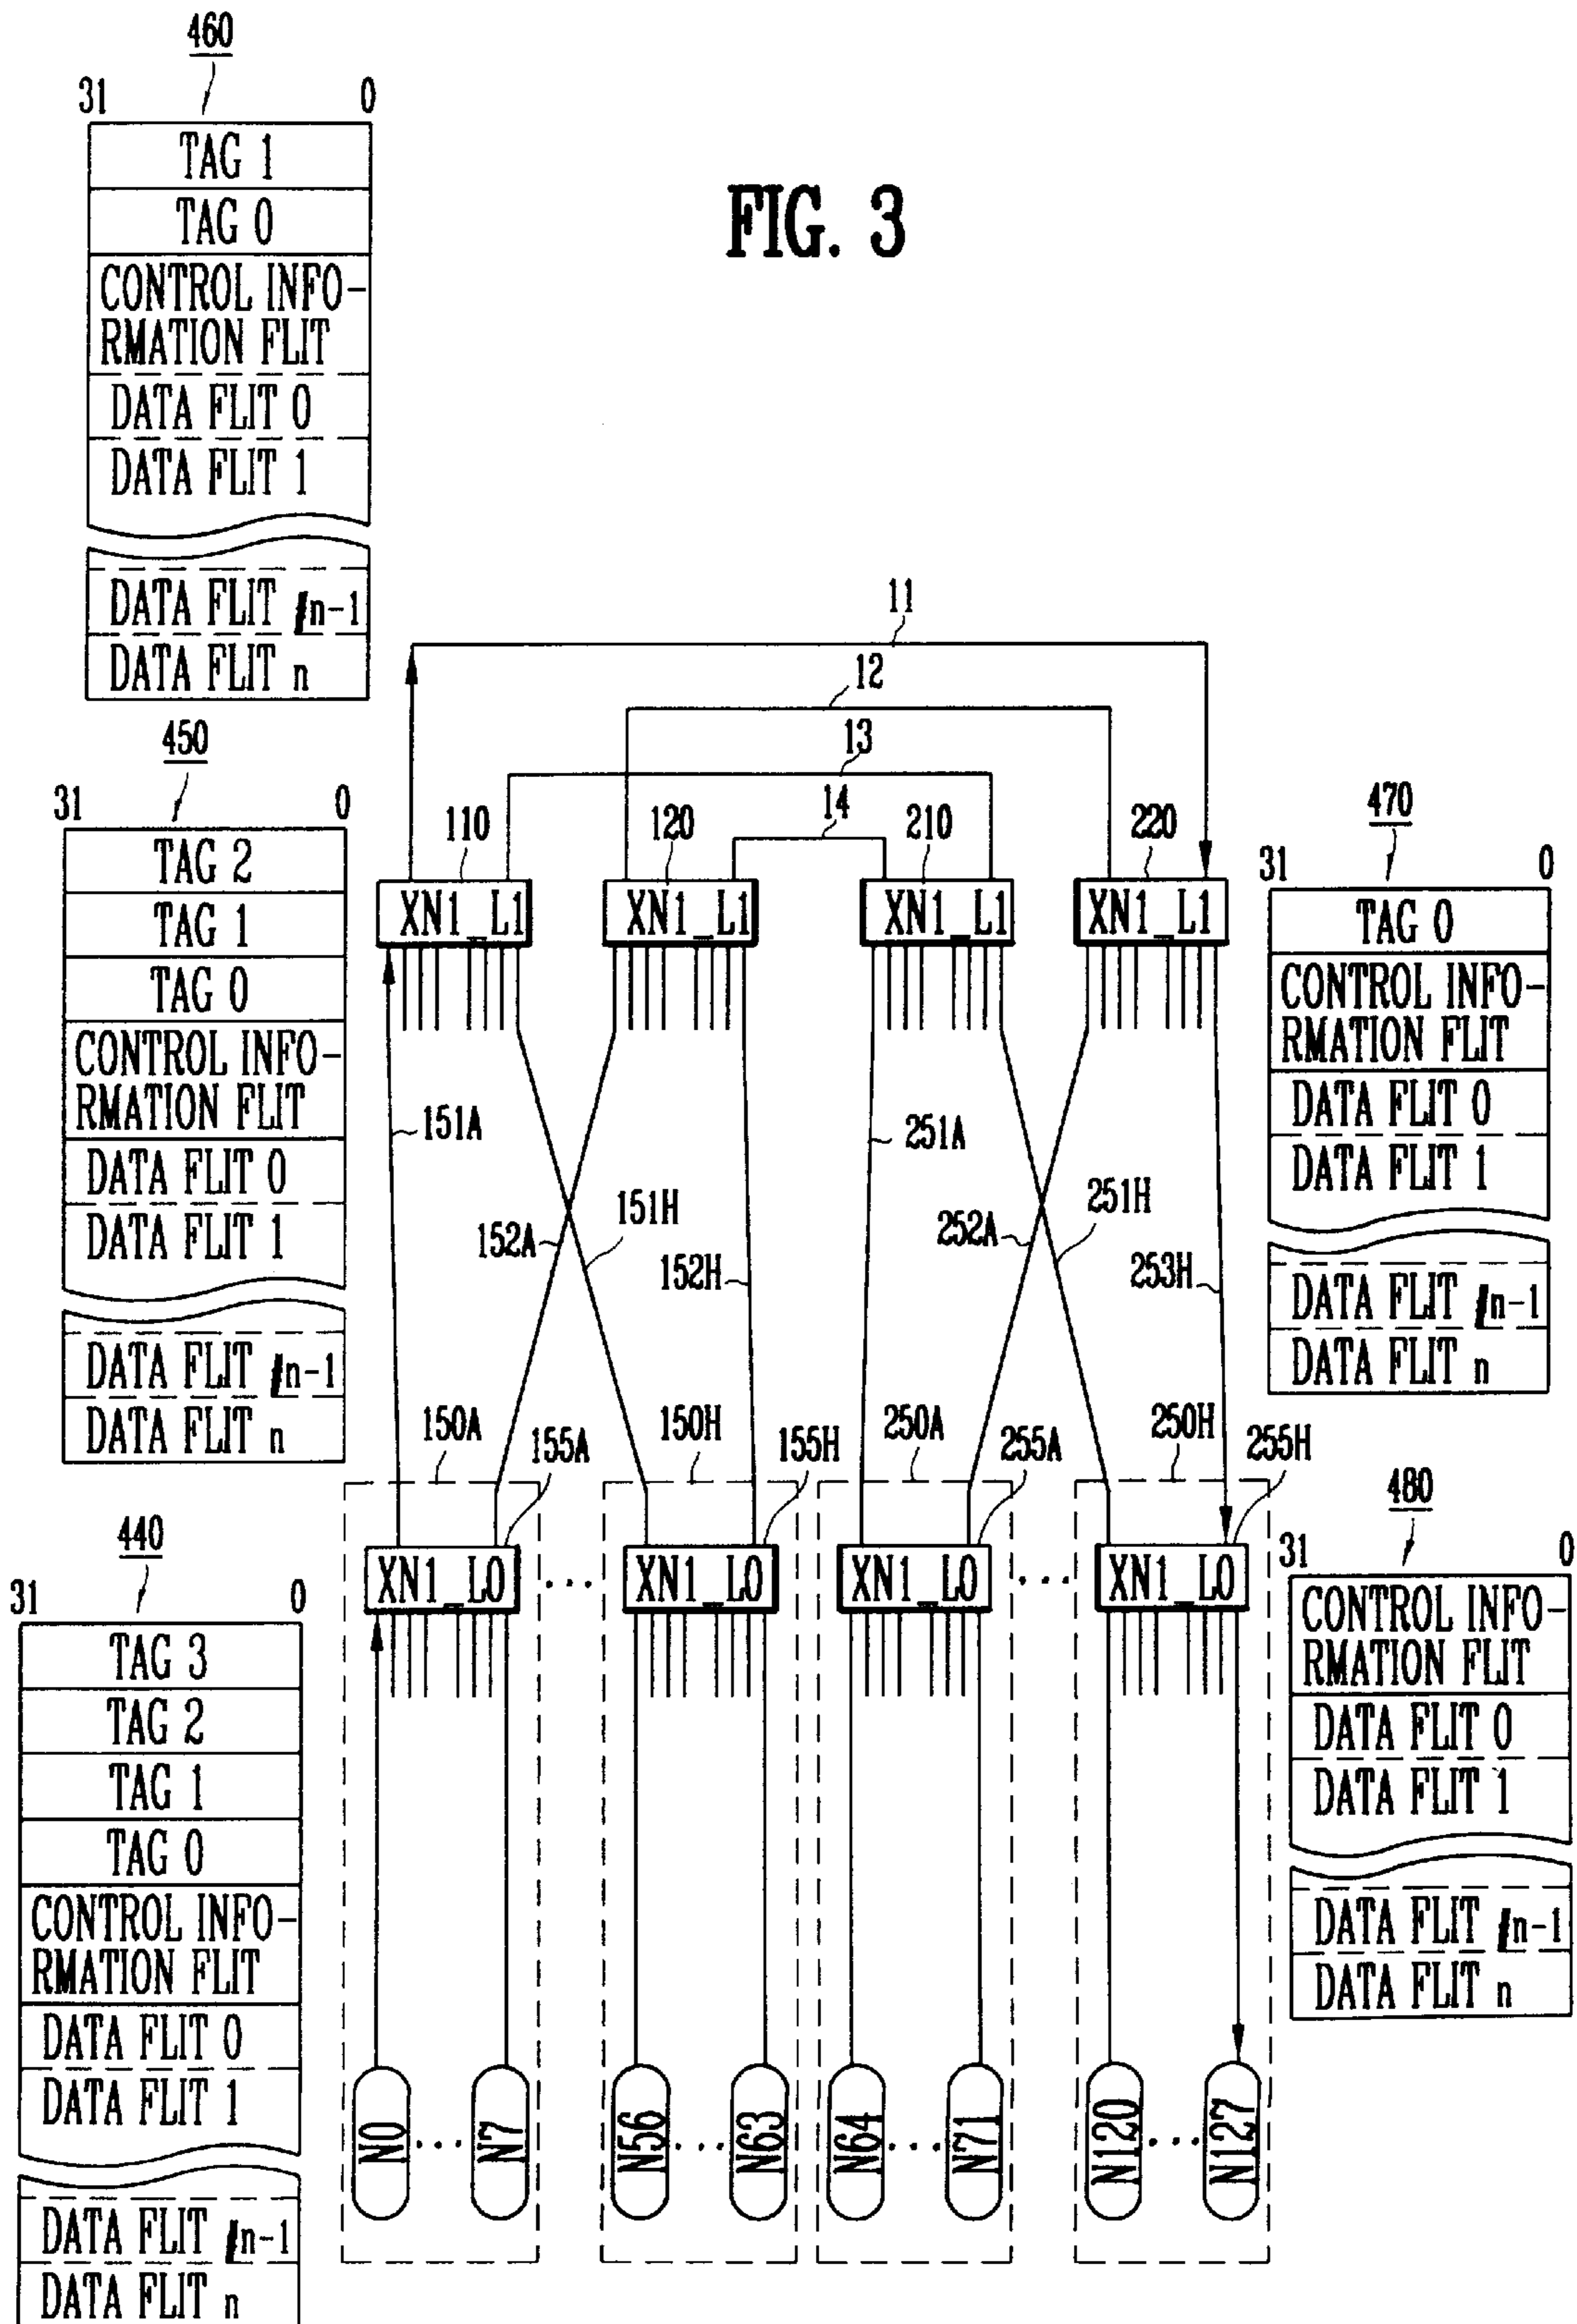 460
31 0
TAG 1
TAG 0
CONTROL INFO-
RMATION FLIT
DATA FLIT 0
DATA FLIT 1
DATA FLIT n-1
DATA FLIT n
FIG. 3
450
31 0
TAG 2
TAG 1
TAG 0
CONTROL INFO-
RMATION FLIT
DATA FLIT 0
DATA FLIT 1
DATA FLIT n-1
DATA FLIT n
440
31 0
TAG 3
TAG 2
TAG 1
TAG 0
CONTROL INFO-
RMATION FLIT
DATA FLIT 0
DATA FLIT 1
DATA FLIT n-1
DATA FLIT n
11
12
13
14
110 120 210 220
XN1_L1 XN1_L1 XN1_L1 XN1_L1
151A 251A
152A 151H 252A 251H
152H 253H
150A 155A 150H 155H 250A 255A 250H 255H
XN1_L0 ... XN1_L0 XN1_L0 ... XN1_L0
N0 ... N7 N56 ... N63 N64 ... N71 N120 ... N127
470
31 0
TAG 0
CONTROL INFO-
RMATION FLIT
DATA FLIT 0
DATA FLIT 1
DATA FLIT n-1
DATA FLIT n
480
31 0
CONTROL INFO-
RMATION FLIT
DATA FLIT 0
DATA FLIT 1
DATA FLIT n-1
DATA FLIT n